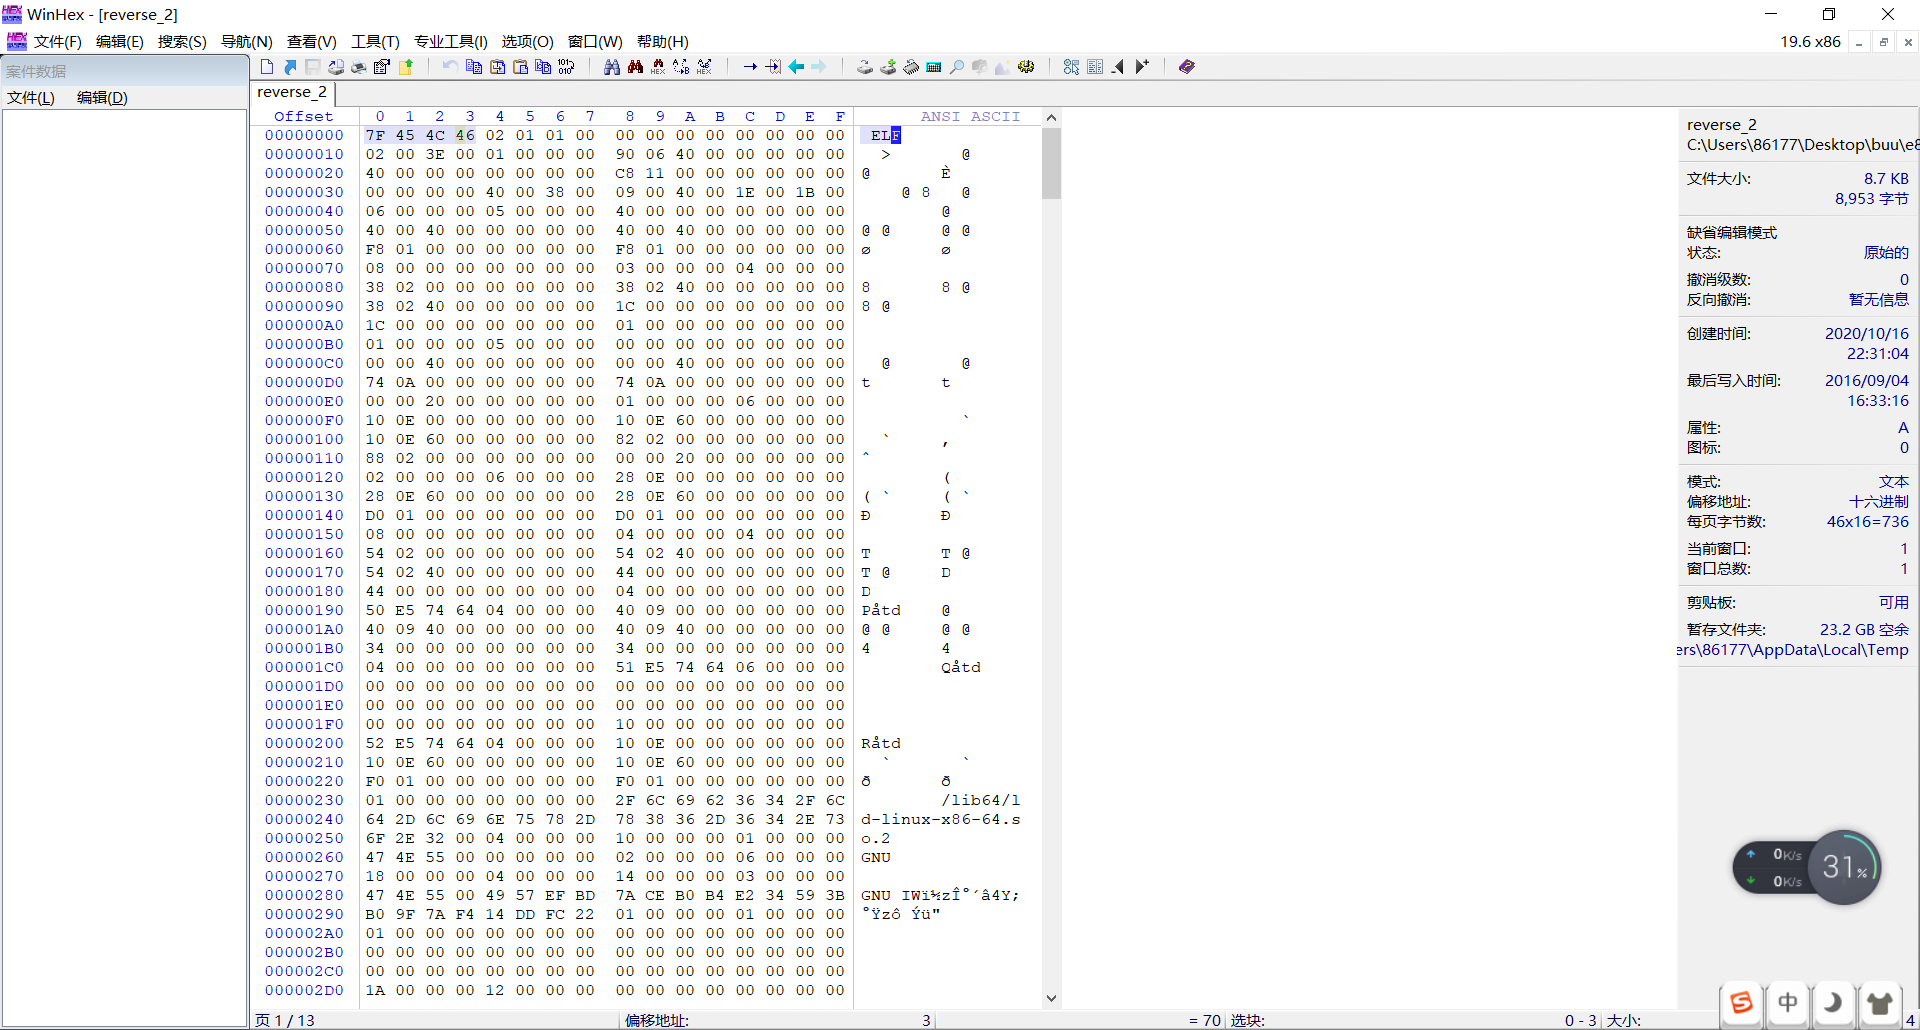 WinHex - [reverse_2]
文件(F) 编辑(E) 搜索(S) 导航(N) 查看(V) 工具(T) 专业工具(I) 选项(O) 窗口(W) 帮助(H) 19.6 x86
案件数据
文件(L) 编辑(D)
reverse_2
Offset 0 1 2 3 4 5 6 7 8 9 A B C D E F ANSI ASCII
00000000 7F 45 4C 46 02 01 01 00 00 00 00 00 00 00 00 00 ELF
00000010 02 00 3E 00 01 00 00 00 90 06 40 00 00 00 00 00 > @
00000020 40 00 00 00 00 00 00 00 C8 11 00 00 00 00 00 00 @ È
00000030 00 00 00 00 40 00 38 00 09 00 40 00 1E 00 1B 00 @ 8 @
00000040 06 00 00 00 05 00 00 00 40 00 00 00 00 00 00 00 @
00000050 40 00 40 00 00 00 00 00 40 00 40 00 00 00 00 00 @ @ @ @
00000060 F8 01 00 00 00 00 00 00 F8 01 00 00 00 00 00 00 ø ø
00000070 08 00 00 00 00 00 00 00 03 00 00 00 04 00 00 00
00000080 38 02 00 00 00 00 00 00 38 02 40 00 00 00 00 00 8 8 @
00000090 38 02 40 00 00 00 00 00 1C 00 00 00 00 00 00 00 8 @
000000A0 1C 00 00 00 00 00 00 00 01 00 00 00 00 00 00 00
000000B0 01 00 00 00 05 00 00 00 00 00 00 00 00 00 00 00
000000C0 00 00 40 00 00 00 00 00 00 00 40 00 00 00 00 00 @ @
000000D0 74 0A 00 00 00 00 00 00 74 0A 00 00 00 00 00 00 t t
000000E0 00 00 20 00 00 00 00 00 01 00 00 00 06 00 00 00
000000F0 10 0E 00 00 00 00 00 00 10 0E 60 00 00 00 00 00 `
00000100 10 0E 60 00 00 00 00 00 82 02 00 00 00 00 00 00 ` ‚
00000110 88 02 00 00 00 00 00 00 00 00 20 00 00 00 00 00 ˆ
00000120 02 00 00 00 06 00 00 00 28 0E 00 00 00 00 00 00 (
00000130 28 0E 60 00 00 00 00 00 28 0E 60 00 00 00 00 00 ( ` ( `
00000140 D0 01 00 00 00 00 00 00 D0 01 00 00 00 00 00 00 Ð Ð
00000150 08 00 00 00 00 00 00 00 04 00 00 00 04 00 00 00
00000160 54 02 00 00 00 00 00 00 54 02 40 00 00 00 00 00 T T @
00000170 54 02 40 00 00 00 00 00 44 00 00 00 00 00 00 00 T @ D
00000180 44 00 00 00 00 00 00 00 04 00 00 00 00 00 00 00 D
00000190 50 E5 74 64 04 00 00 00 40 09 00 00 00 00 00 00 Påtd @
000001A0 40 09 40 00 00 00 00 00 40 09 40 00 00 00 00 00 @ @ @ @
000001B0 34 00 00 00 00 00 00 00 34 00 00 00 00 00 00 00 4 4
000001C0 04 00 00 00 00 00 00 00 51 E5 74 64 06 00 00 00 Qåtd
000001D0 00 00 00 00 00 00 00 00 00 00 00 00 00 00 00 00
000001E0 00 00 00 00 00 00 00 00 00 00 00 00 00 00 00 00
000001F0 00 00 00 00 00 00 00 00 10 00 00 00 00 00 00 00
00000200 52 E5 74 64 04 00 00 00 10 0E 00 00 00 00 00 00 Råtd
00000210 10 0E 60 00 00 00 00 00 10 0E 60 00 00 00 00 00 ` `
00000220 F0 01 00 00 00 00 00 00 F0 01 00 00 00 00 00 00 ð ð
00000230 01 00 00 00 00 00 00 00 2F 6C 69 62 36 34 2F 6C /lib64/l
00000240 64 2D 6C 69 6E 75 78 2D 78 38 36 2D 36 34 2E 73 d-linux-x86-64.s
00000250 6F 2E 32 00 04 00 00 00 10 00 00 00 01 00 00 00 o.2
00000260 47 4E 55 00 00 00 00 00 02 00 00 00 06 00 00 00 GNU
00000270 18 00 00 00 04 00 00 00 14 00 00 00 03 00 00 00
00000280 47 4E 55 00 49 57 EF BD 7A CE B0 B4 E2 34 59 3B GNU IWï½zÎ°´â4Y;
00000290 B0 9F 7A F4 14 DD FC 22 01 00 00 00 01 00 00 00 °Ÿzô Ýü"
000002A0 01 00 00 00 00 00 00 00 00 00 00 00 00 00 00 00
000002B0 00 00 00 00 00 00 00 00 00 00 00 00 00 00 00 00
000002C0 00 00 00 00 00 00 00 00 00 00 00 00 00 00 00 00
000002D0 1A 00 00 00 12 00 00 00 00 00 00 00 00 00 00 00
reverse_2
C:\Users\86177\Desktop\buu\e8
文件大小: 8.7 KB
8,953 字节
缺省编辑模式
状态: 原始的
撤消级数: 0
反向撤消: 暂无信息
创建时间: 2020/10/16
22:31:04
最后写入时间: 2016/09/04
16:33:16
属性: A
图标: 0
模式: 文本
偏移地址: 十六进制
每页字节数: 46x16=736
当前窗口: 1
窗口总数: 1
剪贴板: 可用
暂存文件夹: 23.2 GB 空余
ers\86177\AppData\Local\Temp
0K/s
0K/s
31%
中
页 1 / 13 偏移地址: 3 = 70 选块: 0 - 3 大小: 4